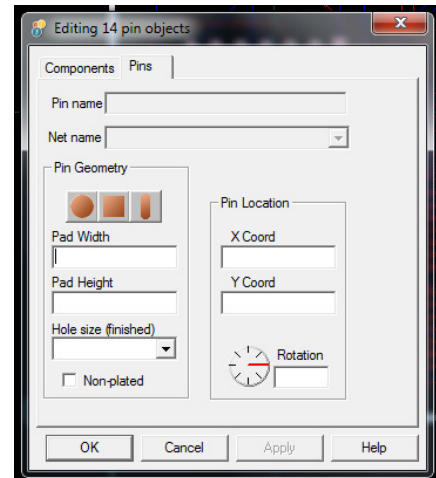 Editing 14 pin objects
Components Pins
Pin name
Net name
Pin Geometry
Pad Width
Pad Height
Hole size (finished)
Non-plated
Pin Location
X Coord
Y Coord
Rotation
OK Cancel Apply Help